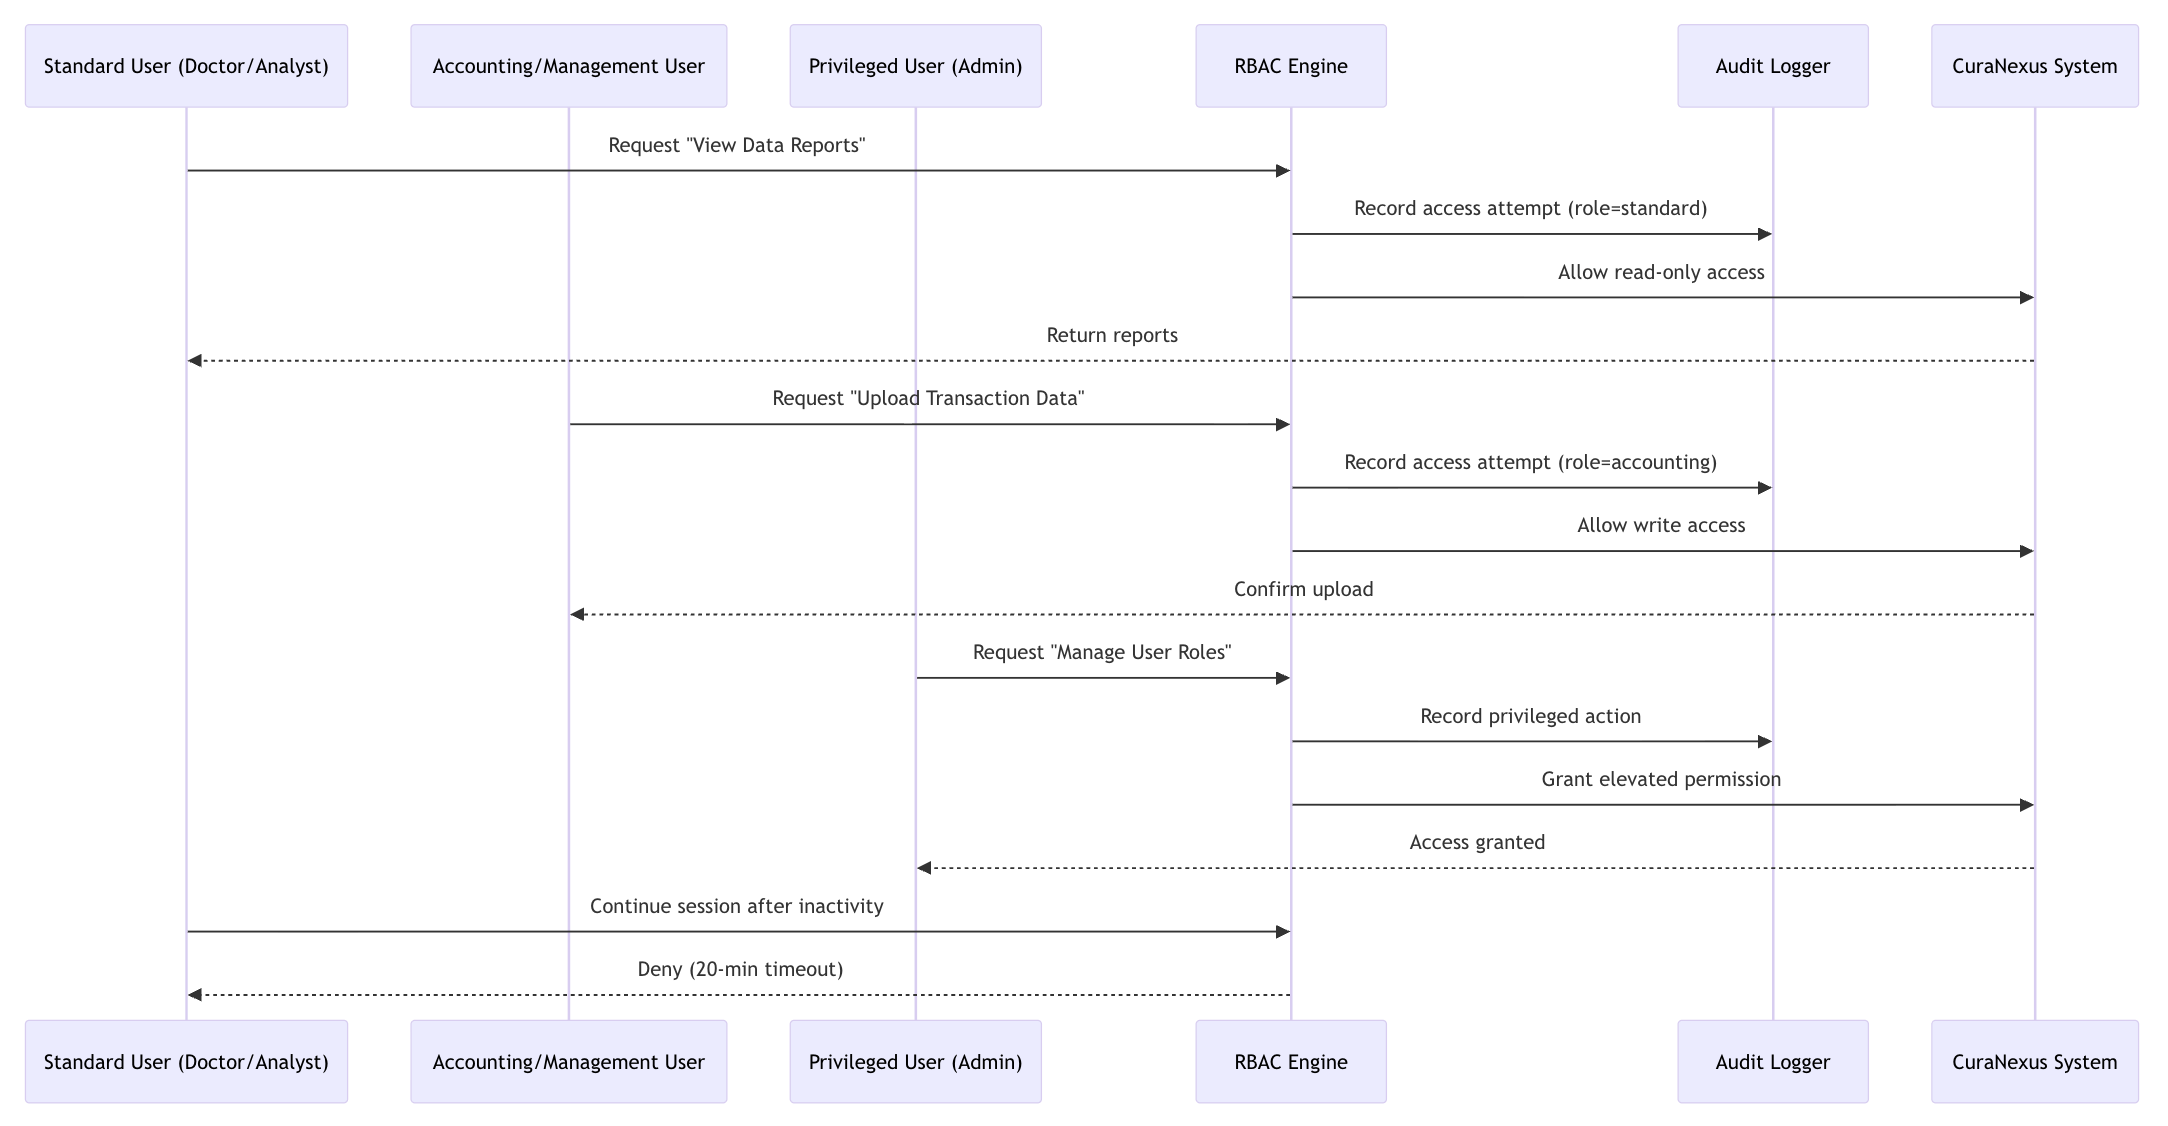 Standard User (Doctor/Analyst)
Accounting/Management User
Privileged User (Admin)
RBAC Engine
Audit Logger
CuraNexus System
Request "View Data Reports"
Record access attempt (role=standard)
Allow read-only access
Return reports
Request "Upload Transaction Data"
Record access attempt (role=accounting)
Allow write access
Confirm upload
Request "Manage User Roles"
Record privileged action
Grant elevated permission
Access granted
Continue session after inactivity
Deny (20-min timeout)
Standard User (Doctor/Analyst)
Accounting/Management User
Privileged User (Admin)
RBAC Engine
Audit Logger
CuraNexus System